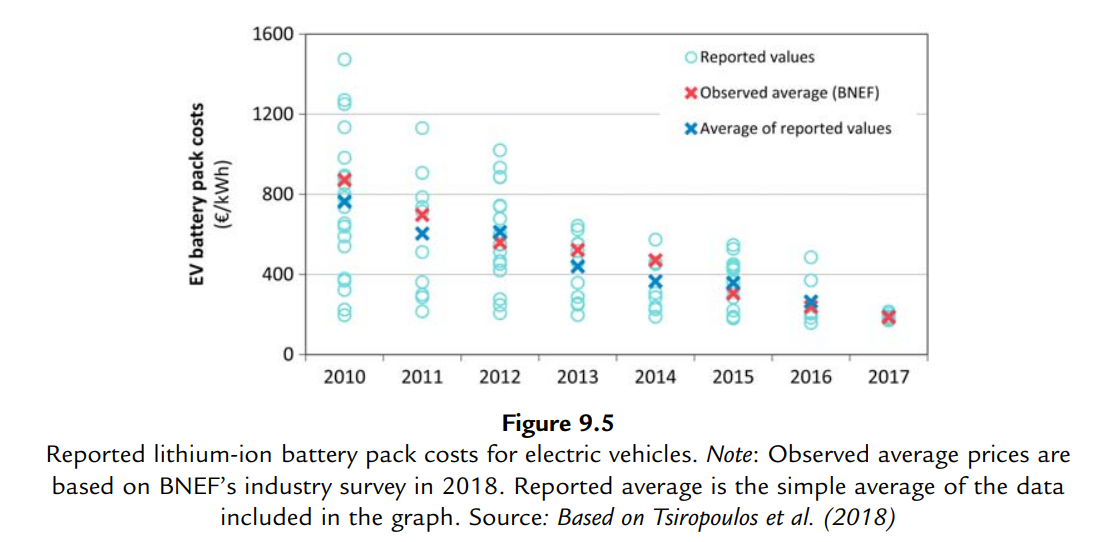 1600
1200
800
400
0
EV battery pack costs
(€/kWh)
Reported values
Observed average (BNEF)
Average of reported values
2010 2011 2012 2013 2014 2015 2016 2017
Figure 9.5
Reported lithium-ion battery pack costs for electric vehicles. Note: Observed average prices are
based on BNEF's industry survey in 2018. Reported average is the simple average of the data
included in the graph. Source: Based on Tsiropoulos et al. (2018)